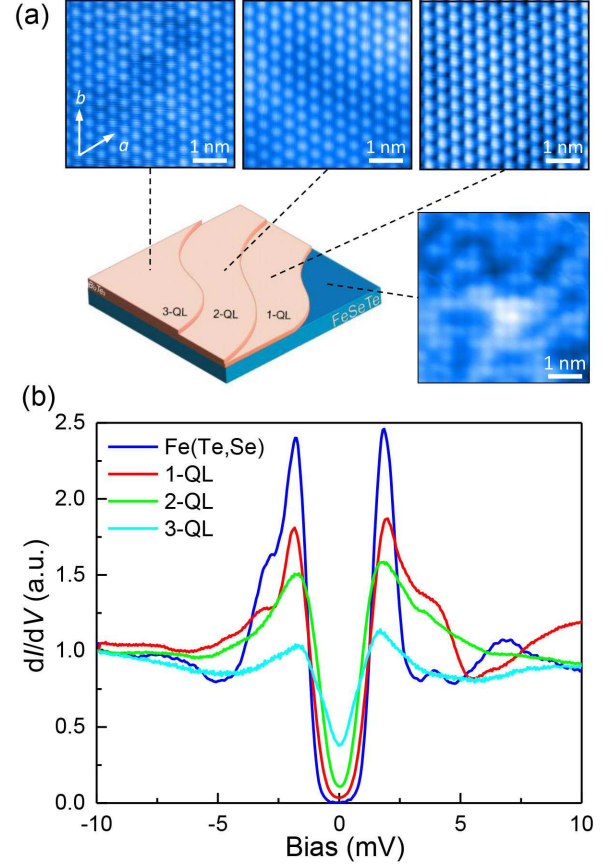 (a)
b
a
1 nm
1 nm
1 nm
Bi₂Te₃
3-QL
2-QL
1-QL
FeSeTe
1 nm
(b)
2.5
2.0
1.5
1.0
0.5
0.0
dI/dV (a.u.)
Fe(Te,Se)
1-QL
2-QL
3-QL
-10
-5
0
5
10
Bias (mV)